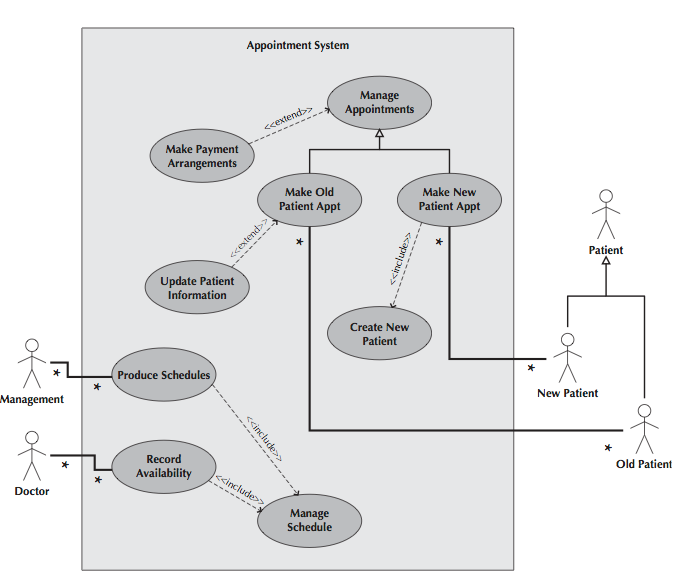 Appointment System
Manage
Appointments
<<extend>>
Make Payment
Arrangements
Make Old
Patient Appt
Make New
Patient Appt
Patient
*
*
<<extend>>
<<include>>
Update Patient
Information
Create New
Patient
Management
*
*
Produce Schedules
*
New Patient
<<include>>
*
Old Patient
Doctor
*
*
Record
Availability
<<include>>
Manage
Schedule